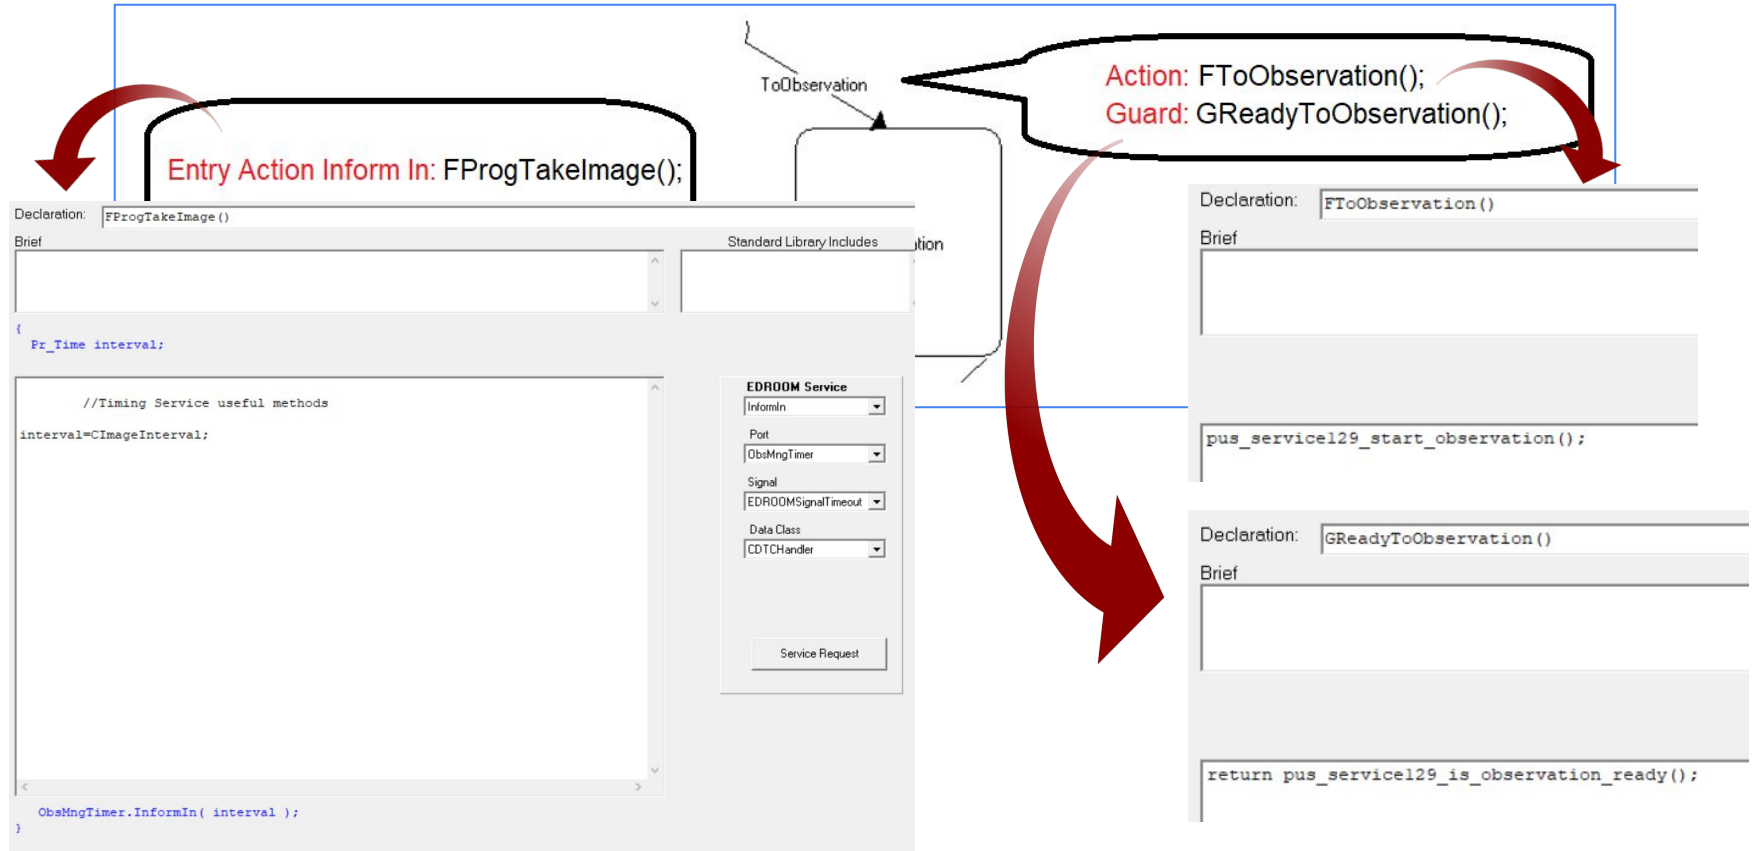 ToObservation
Action: FToObservation();
Guard: GReadyToObservation();
Entry Action Inform In: FProgTakeImage();
Declaration: FProgTakeImage()
Brief
Standard Library Includes
{
Pr_Time interval;
//Timing Service useful methods
interval=CImageInterval;
EDROOM Service
InformIn
Port
ObsMngTimer
Signal
EDROOMSignalTimeout
Data Class
CDTCHandler
Service Request
ObsMngTimer.InformIn( interval );
}
Declaration: FToObservation()
Brief
pus_service129_start_observation();
Declaration: GReadyToObservation()
Brief
return pus_service129_is_observation_ready();